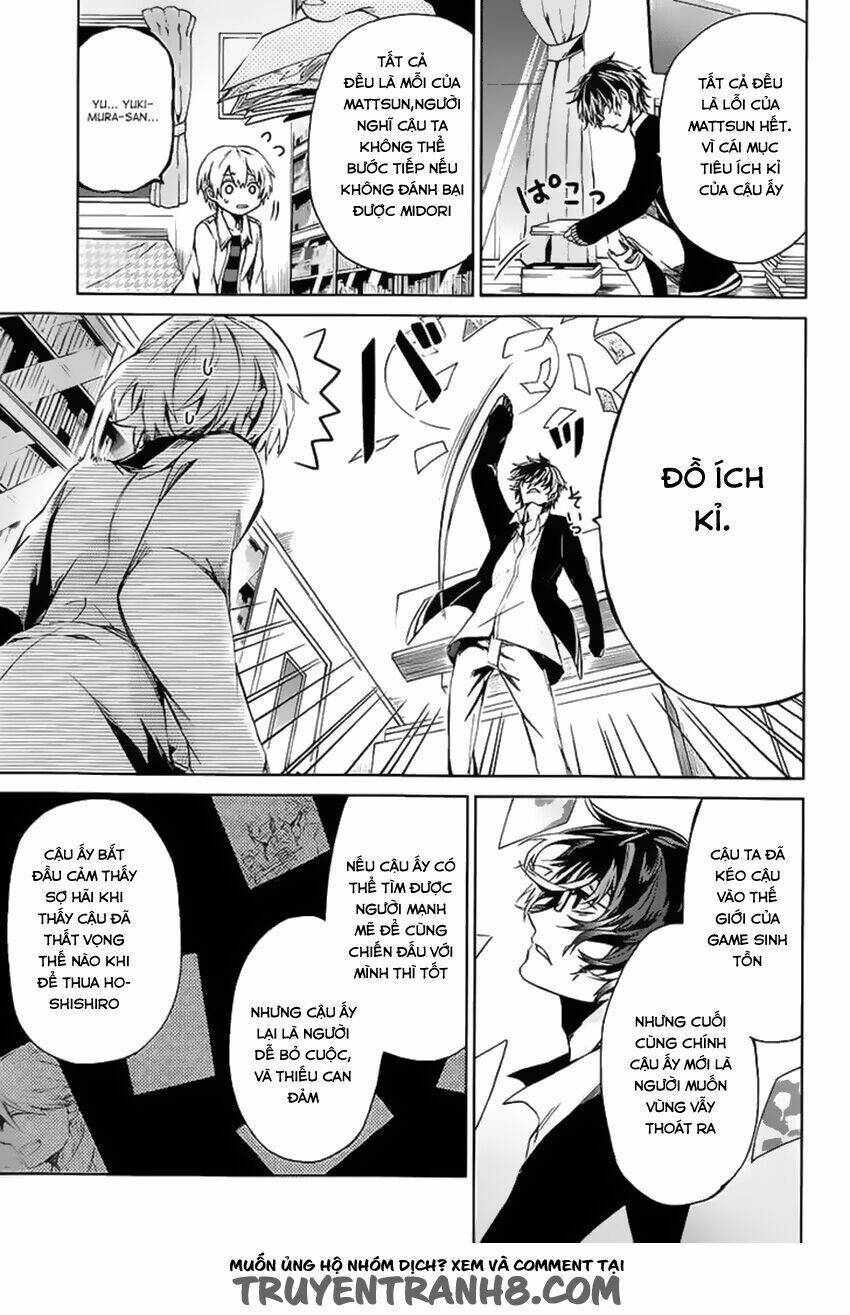 TẤT CẢ ĐỀU
LÀ LỖI CỦA
MATTSUN HẾT.
VÌ CÁI MỤC
TIÊU ÍCH KỈ
CỦA CẬU ẤY
ぱこっ
TẤT CẢ
ĐỀU LÀ MỖI CỦA
MATTSUN,NGƯỜI
NGHĨ CẬU TA
KHÔNG THỂ
BƯỚC TIẾP NẾU
KHÔNG ĐÁNH BẠI
ĐƯỢC MIDORI
YU... YUKI-
MURA-SAN...
ĐỒ ÍCH
KỈ.
CẬU TA ĐÃ
KÉO CẬU
VÀO THẾ
GIỚI CỦA
GAME SINH
TỒN
NHƯNG CUỐI
CÙNG CHÍNH
CẬU ẤY MỚI LÀ
NGƯỜI MUỐN
VÙNG VẪY
THOÁT RA
NẾU CẬU ẤY CÓ
THỂ TÌM ĐƯỢC
NGƯỜI MẠNH
MẼ ĐỂ CÙNG
CHIẾN ĐẤU VỚI
MÌNH THÌ TỐT
NHƯNG CẬU ẤY
LẠI LÀ NGƯỜI
DỄ BỎ CUỘC,
VÀ THIẾU CAN
ĐẢM
CẬU ẤY BẮT
ĐẦU CẢM THẤY
SỢ HÃI KHI
THẤY CẬU ĐÃ
THẤT VỌNG
THẾ NÀO KHI
ĐỂ THUA HO-
SHISHIRO
MUỐN ỦNG HỘ NHÓM DỊCH? XEM VÀ COMMENT TẠI
TRUYENTRANH8.COM